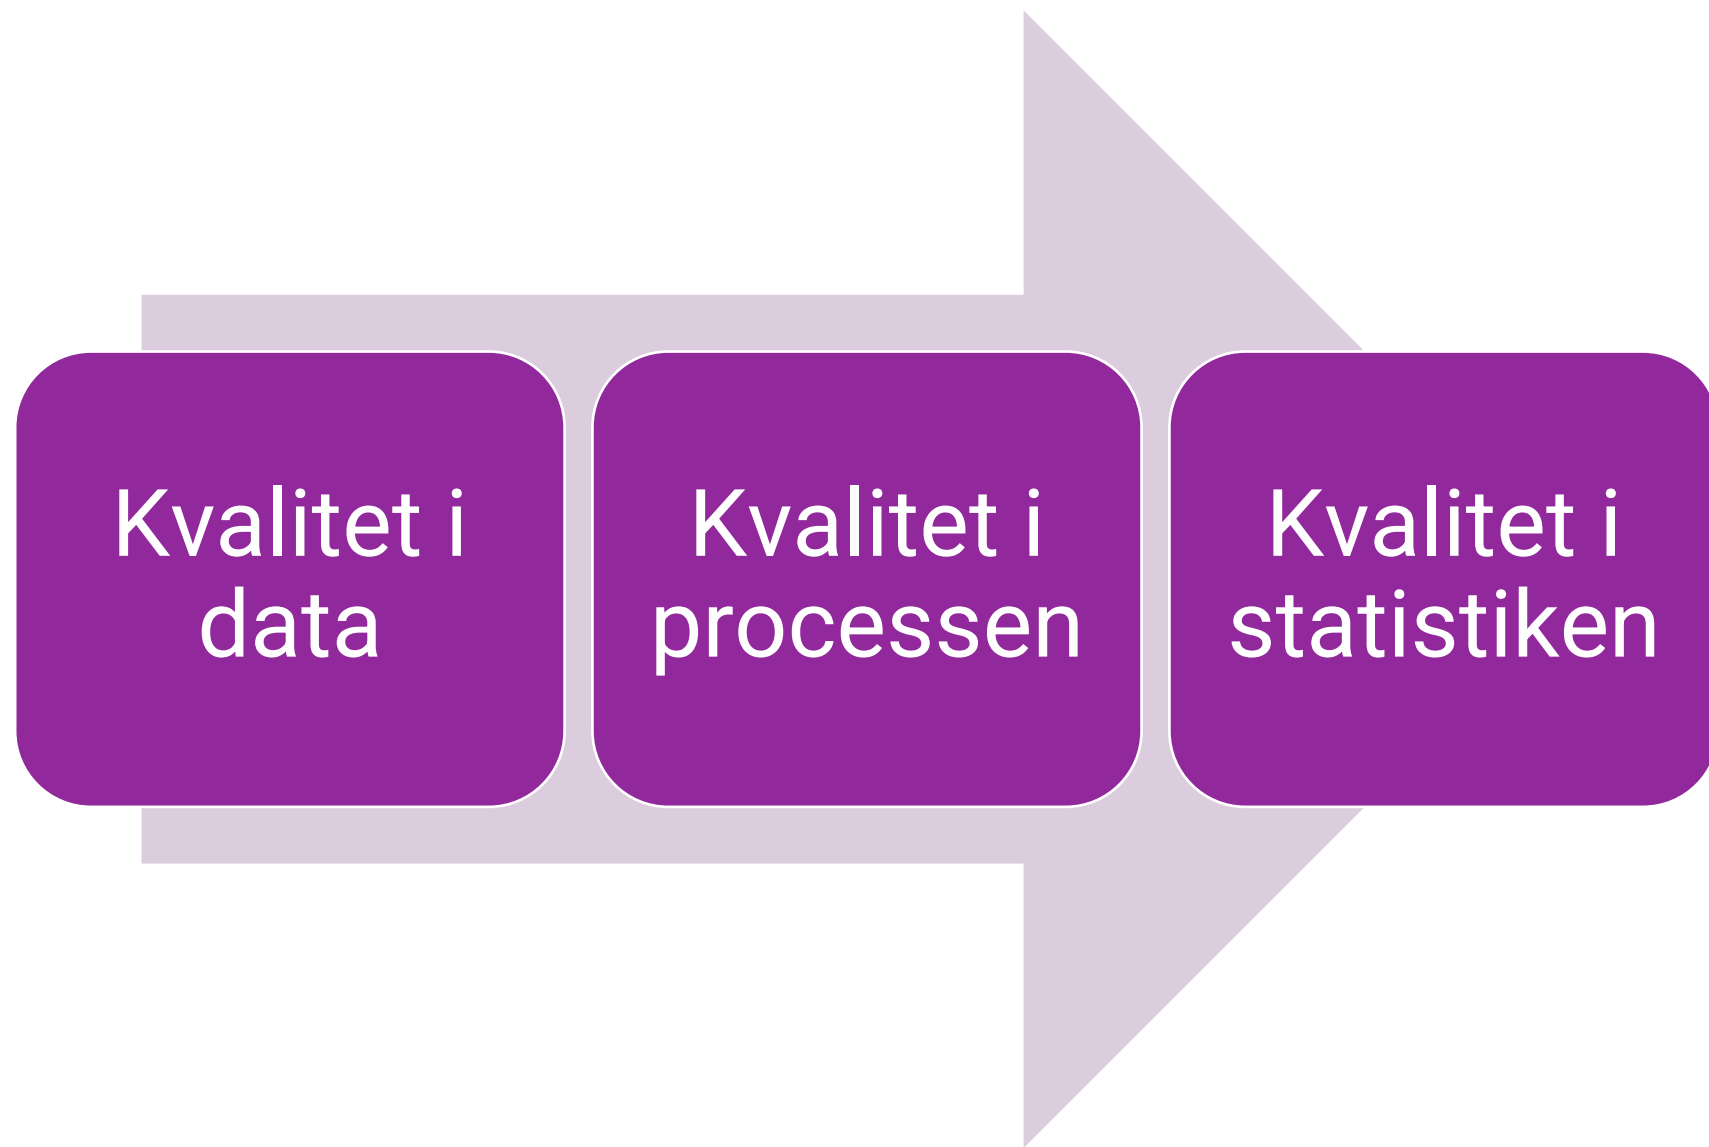 Kvalitet i
data
Kvalitet i
processen
Kvalitet i
statistiken